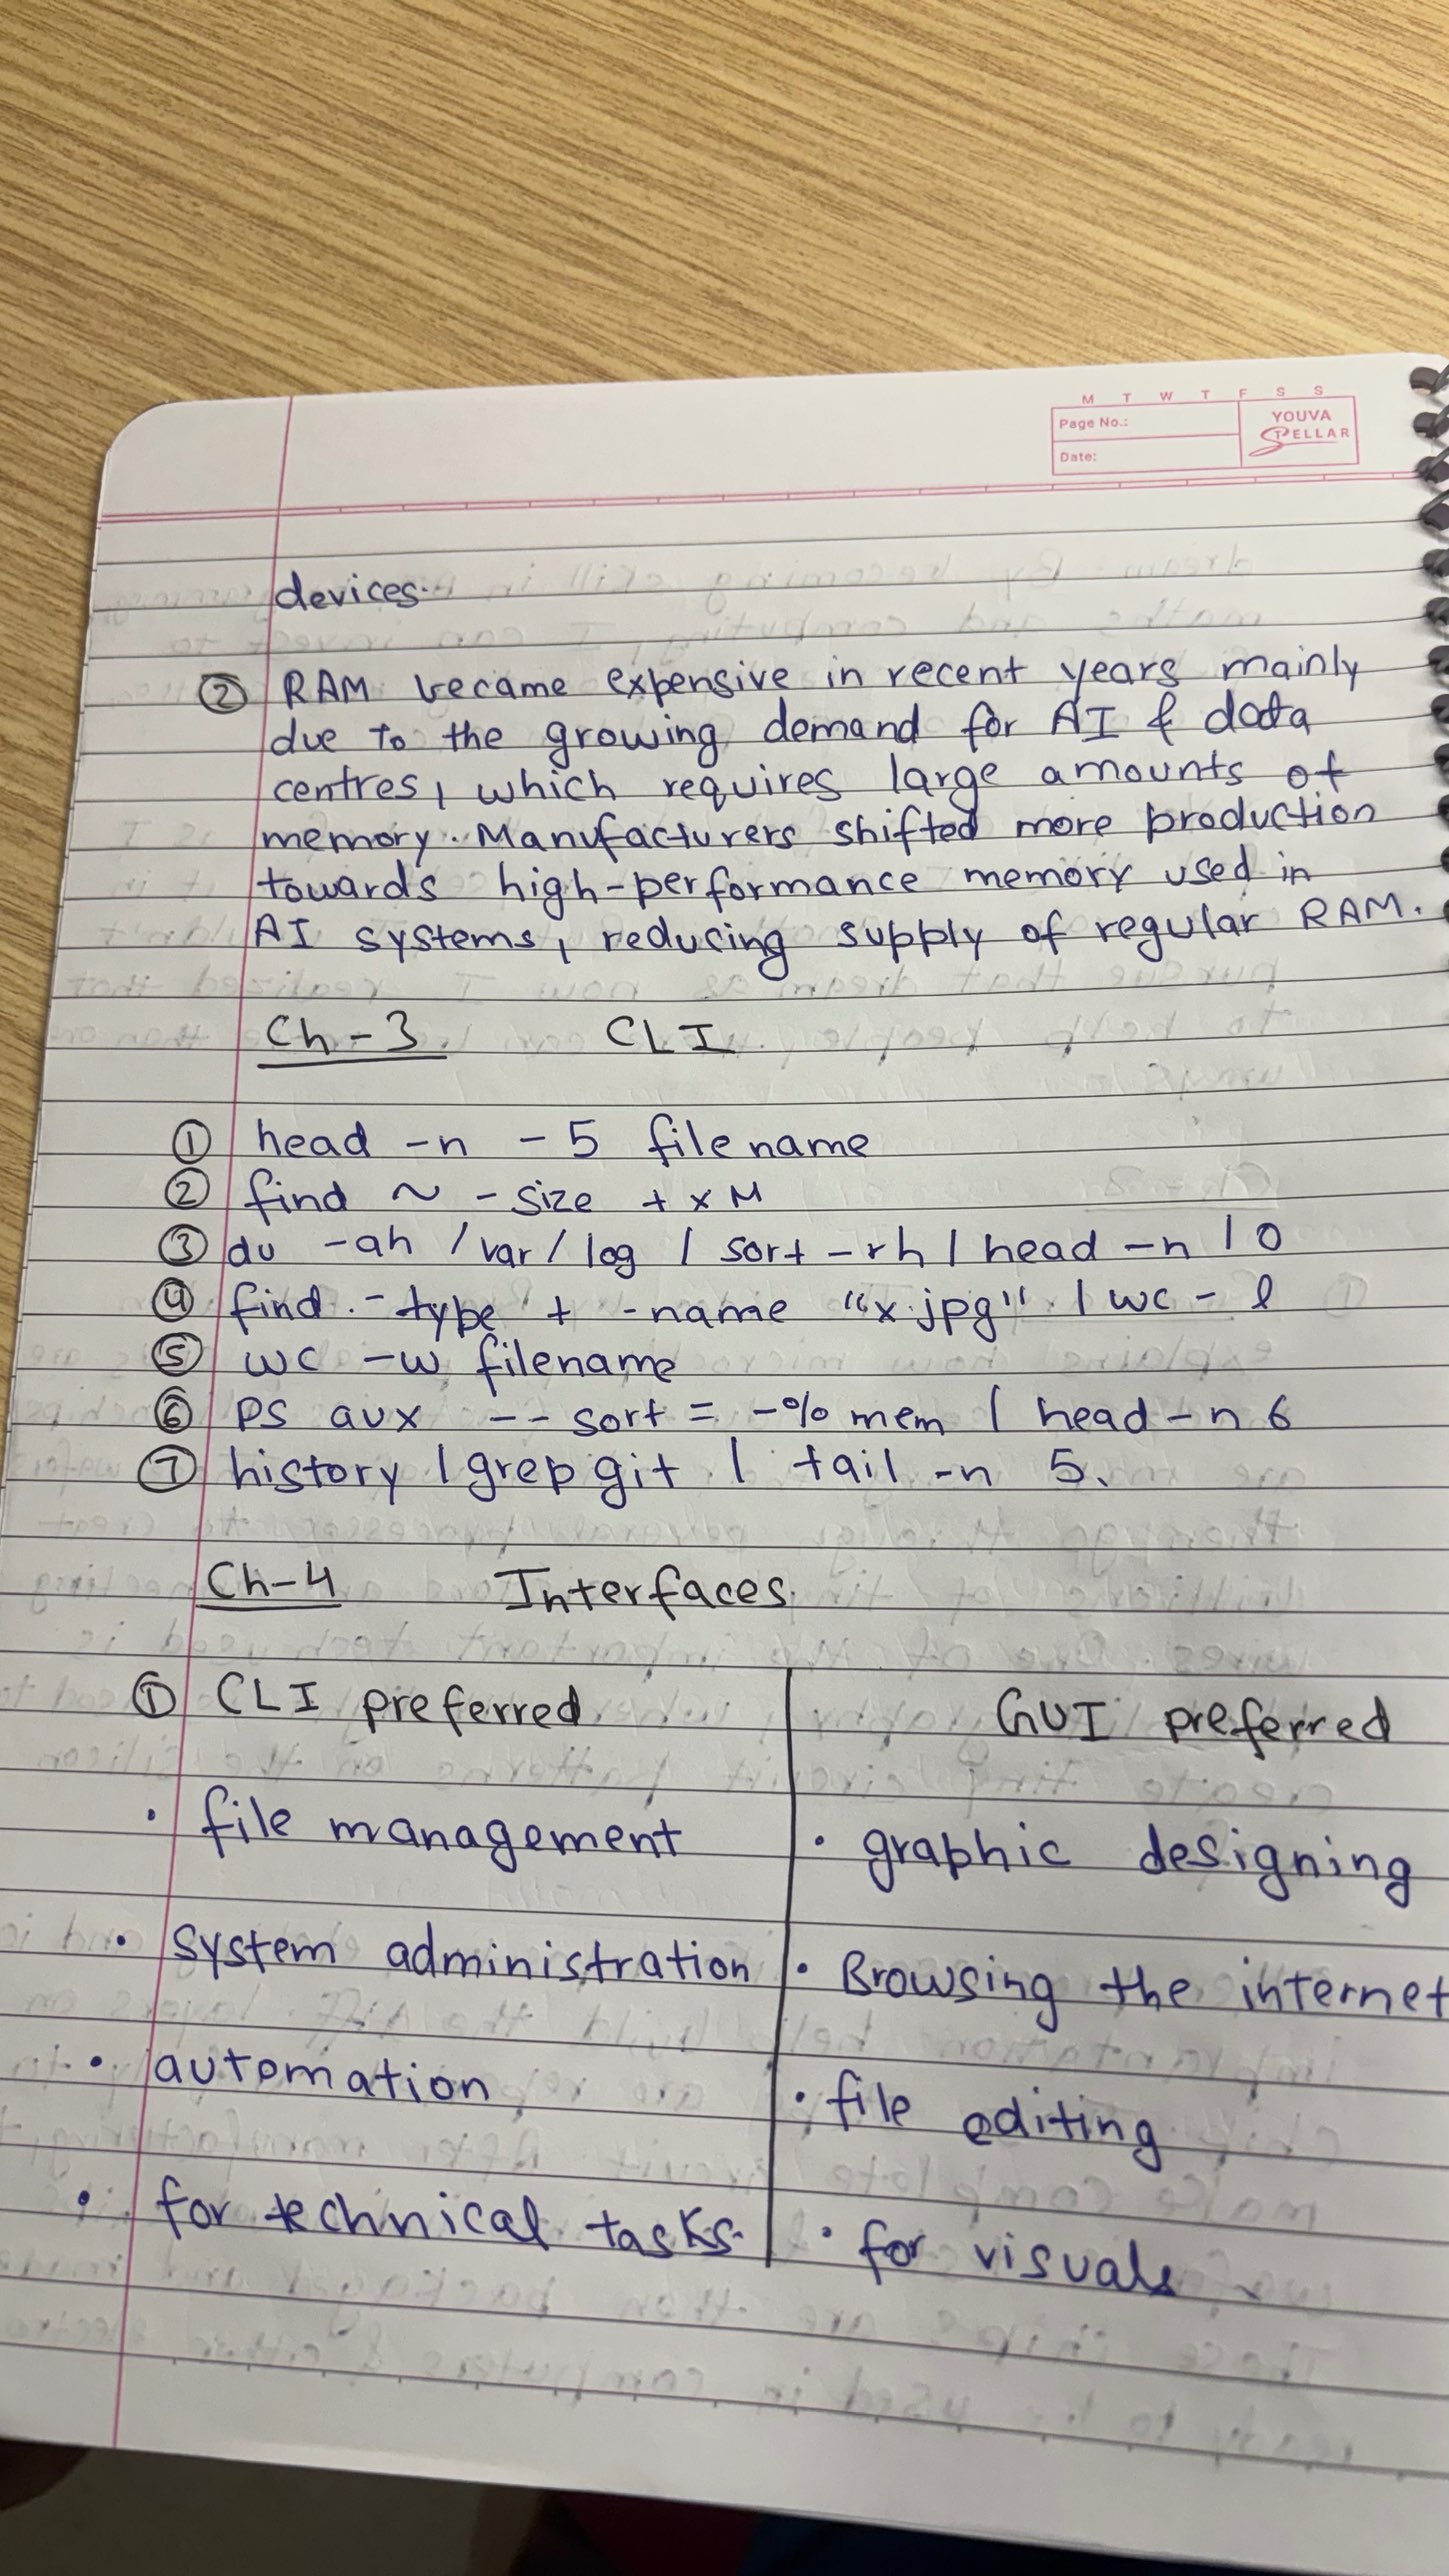 M T W T F S S
Page No.:
Date:
YOUVA
STELLAR
devices.
② RAM became expensive in recent years mainly
due to the growing demand for AI & data
centres, which requires large amounts of
memory. Manufacturers shifted more production
towards high-performance memory used in
AI systems, reducing supply of regular RAM.
Ch-3 CLI
① head -n -5 filename
② find ~ -size +xM
③ du -ah /var/log | sort -rh | head -n 10
④ find . -type + -name "x.jpg" | wc -l
⑤ wc -w filename
⑥ ps aux --sort = -%mem | head -n 6
⑦ history | grep git | tail -n 5.
Ch-4 Interfaces
① CLI preferred
• file management
• system administration
• automation
• for technical tasks.
GUI preferred
• graphic designing
• Browsing the internet
• file editing
• for visuals